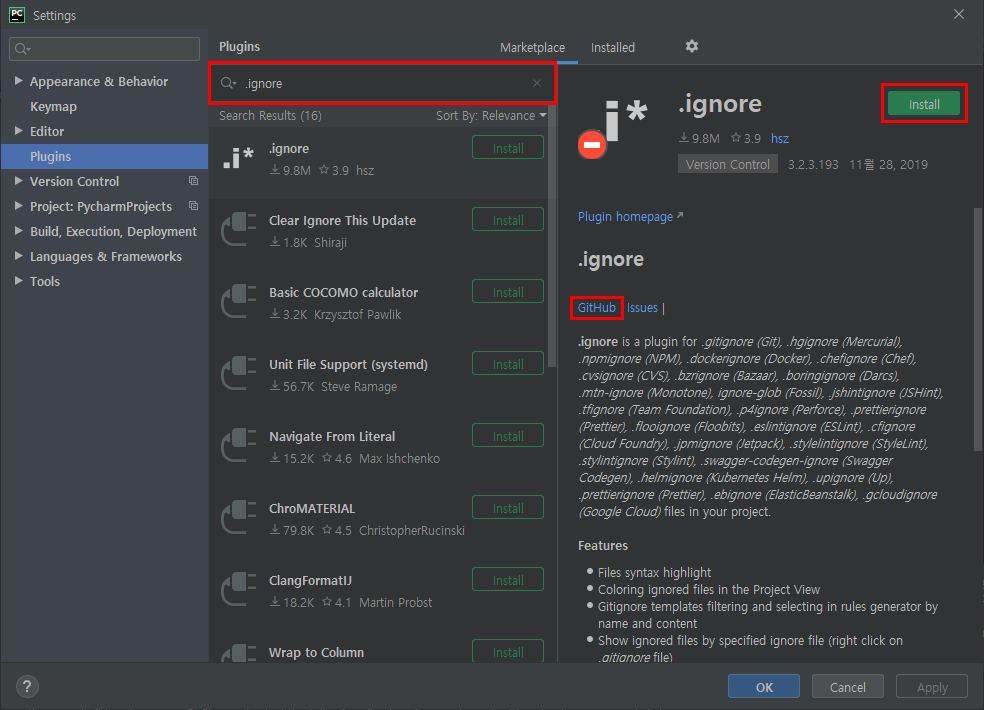 PC
Settings
Plugins
Marketplace
Installed
Appearance & Behavior
Keymap
Editor
Plugins
Version Control
Project: PycharmProjects
Build, Execution, Deployment
Languages & Frameworks
Tools
.ignore
Search Results (16)
Sort By: Relevance
.ignore
Install
9.8M 3.9 hsz
Clear Ignore This Update
Install
1.8K Shiraji
Basic COCOMO calculator
Install
3.2K Krzysztof Pawlik
Unit File Support (systemd)
Install
56.7K Steve Ramage
Navigate From Literal
Install
15.2K 4.6 Max Ishchenko
ChroMATERIAL
Install
79.8K 4.5 ChristopherRucinski
ClangFormatIJ
Install
18.2K 4.1 Martin Probst
Wrap to Column
Install
.i*
.ignore
Install
9.8M 3.9 hsz
Version Control 3.2.3.193 11월 28, 2019
Plugin homepage
.ignore
GitHub Issues |
.ignore is a plugin for .gitignore (Git), .hgignore (Mercurial),
.npmignore (NPM), .dockerignore (Docker), .chefignore (Chef),
.cvsignore (CVS), .bzrignore (Bazaar), .boringignore (Darcs),
.mtn-ignore (Monotone), ignore-glob (Fossil), .jshintignore (JSHint),
.tfignore (Team Foundation), .p4ignore (Perforce), .prettierignore
(Prettier), .flooignore (Floobits), .eslintignore (ESLint), .cfignore
(Cloud Foundry), .jpmignore (Jetpack), .stylelintignore (StyleLint),
.stylintignore (Stylint), .swagger-codegen-ignore (Swagger
Codegen), .helmignore (Kubernetes Helm), .upignore (Up),
.prettierignore (Prettier), .ebignore (ElasticBeanstalk), .gcloudignore
(Google Cloud) files in your project.
Features
Files syntax highlight
Coloring ignored files in the Project View
Gitignore templates filtering and selecting in rules generator by
name and content
Show ignored files by specified ignore file (right click on
.gitignore file)
?
OK
Cancel
Apply